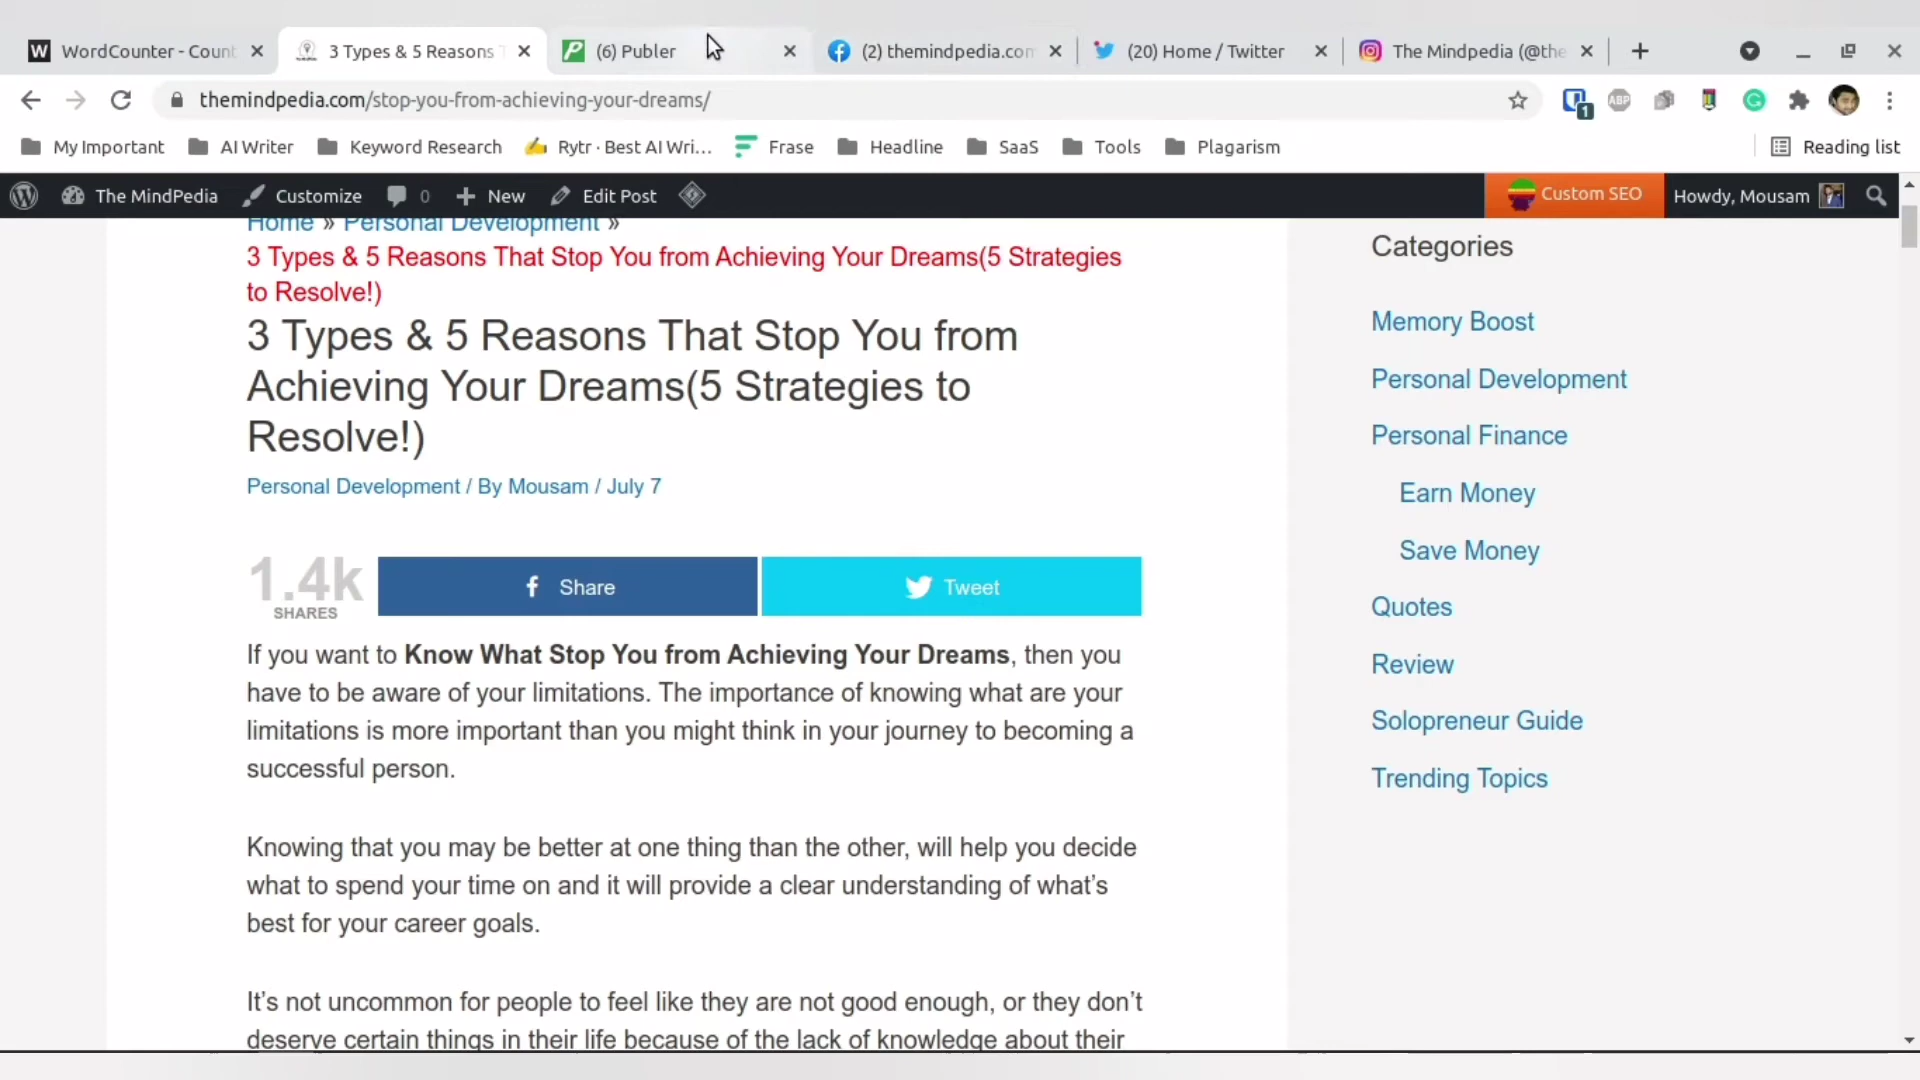 W WordCounter - Count
3 Types & 5 Reasons T
(6) Publer
(2) themindpedia.com
(20) Home / Twitter
The Mindpedia (@the
themindpedia.com/stop-you-from-achieving-your-dreams/
ABP
1
My Important
AI Writer
Keyword Research
Rytr · Best AI Wri...
Frase
Headline
SaaS
Tools
Plagarism
Reading list
The MindPedia
Customize
0
New
Edit Post
Custom SEO
Howdy, Mousam
Home » Personal Development »
3 Types & 5 Reasons That Stop You from Achieving Your Dreams(5 Strategies
to Resolve!)
3 Types & 5 Reasons That Stop You from
Achieving Your Dreams(5 Strategies to
Resolve!)
Personal Development / By Mousam / July 7
1.4k
SHARES
Share
Tweet
If you want to Know What Stop You from Achieving Your Dreams, then you
have to be aware of your limitations. The importance of knowing what are your
limitations is more important than you might think in your journey to becoming a
successful person.
Knowing that you may be better at one thing than the other, will help you decide
what to spend your time on and it will provide a clear understanding of what’s
best for your career goals.
It’s not uncommon for people to feel like they are not good enough, or they don’t
deserve certain things in their life because of the lack of knowledge about their
Categories
Memory Boost
Personal Development
Personal Finance
Earn Money
Save Money
Quotes
Review
Solopreneur Guide
Trending Topics